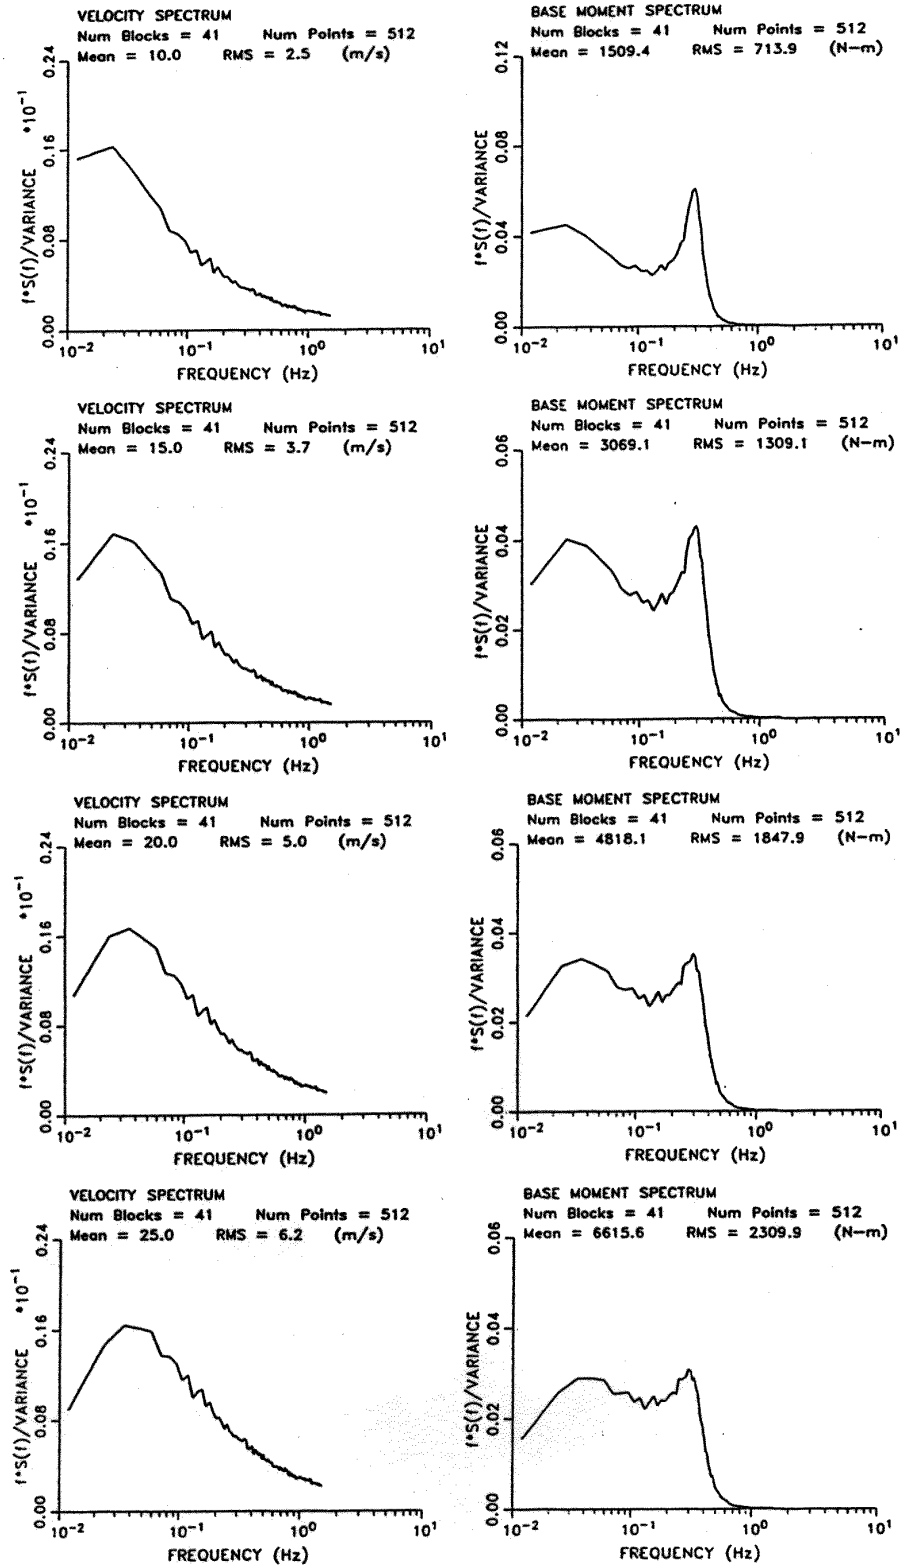 VELOCITY SPECTRUM
Num Blocks = 41 Num Points = 512
Mean = 10.0 RMS = 2.5 (m/s)
f*S(f)/VARIANCE *10⁻¹
0.24
0.16
0.08
0.00
10⁻² 10⁻¹ 10⁰ 10¹
FREQUENCY (Hz)
BASE MOMENT SPECTRUM
Num Blocks = 41 Num Points = 512
Mean = 1509.4 RMS = 713.9 (N-m)
f*S(f)/VARIANCE
0.12
0.08
0.04
0.00
10⁻² 10⁻¹ 10⁰ 10¹
FREQUENCY (Hz)
VELOCITY SPECTRUM
Num Blocks = 41 Num Points = 512
Mean = 15.0 RMS = 3.7 (m/s)
f*S(f)/VARIANCE *10⁻¹
0.24
0.16
0.08
0.00
10⁻² 10⁻¹ 10⁰ 10¹
FREQUENCY (Hz)
BASE MOMENT SPECTRUM
Num Blocks = 41 Num Points = 512
Mean = 3069.1 RMS = 1309.1 (N-m)
f*S(f)/VARIANCE
0.06
0.04
0.02
0.00
10⁻² 10⁻¹ 10⁰ 10¹
FREQUENCY (Hz)
VELOCITY SPECTRUM
Num Blocks = 41 Num Points = 512
Mean = 20.0 RMS = 5.0 (m/s)
f*S(f)/VARIANCE *10⁻¹
0.24
0.16
0.08
0.00
10⁻² 10⁻¹ 10⁰ 10¹
FREQUENCY (Hz)
BASE MOMENT SPECTRUM
Num Blocks = 41 Num Points = 512
Mean = 4818.1 RMS = 1847.9 (N-m)
f*S(f)/VARIANCE
0.06
0.04
0.02
0.00
10⁻² 10⁻¹ 10⁰ 10¹
FREQUENCY (Hz)
VELOCITY SPECTRUM
Num Blocks = 41 Num Points = 512
Mean = 25.0 RMS = 6.2 (m/s)
f*S(f)/VARIANCE *10⁻¹
0.24
0.16
0.08
0.00
10⁻² 10⁻¹ 10⁰ 10¹
FREQUENCY (Hz)
BASE MOMENT SPECTRUM
Num Blocks = 41 Num Points = 512
Mean = 6615.6 RMS = 2309.9 (N-m)
f*S(f)/VARIANCE
0.06
0.04
0.02
0.00
10⁻² 10⁻¹ 10⁰ 10¹
FREQUENCY (Hz)